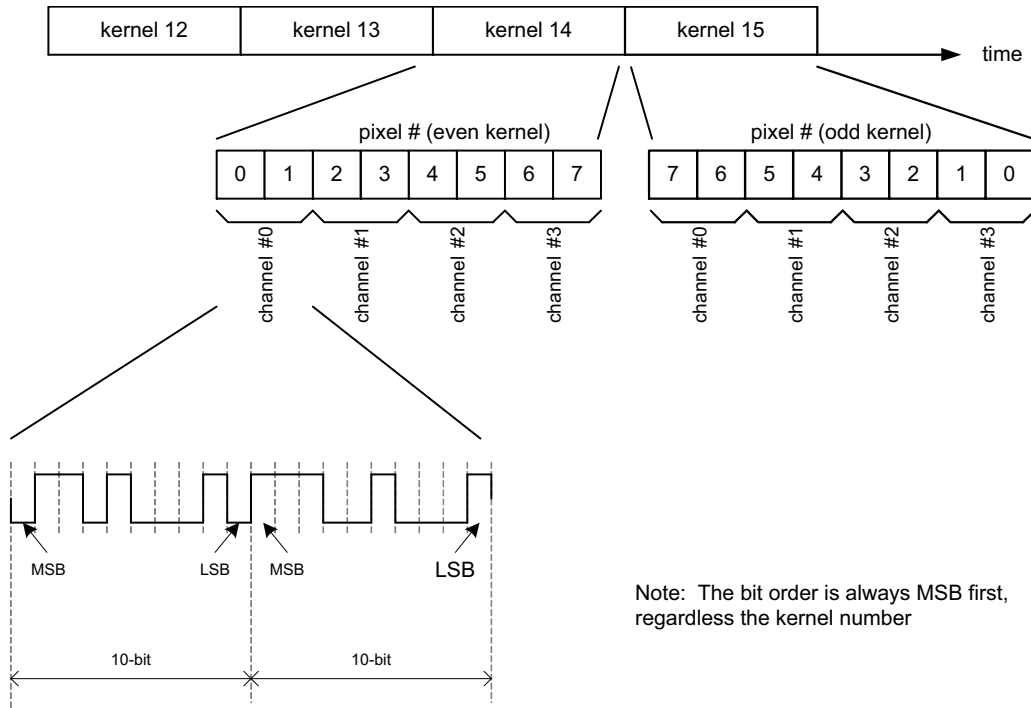 kernel 12 kernel 13 kernel 14 kernel 15
time
pixel # (even kernel) pixel # (odd kernel)
0 1 2 3 4 5 6 7 7 6 5 4 3 2 1 0
channel #0 channel #1 channel #2 channel #3 channel #0 channel #1 channel #2 channel #3
MSB LSB MSB LSB
Note: The bit order is always MSB first,
regardless the kernel number
10-bit 10-bit